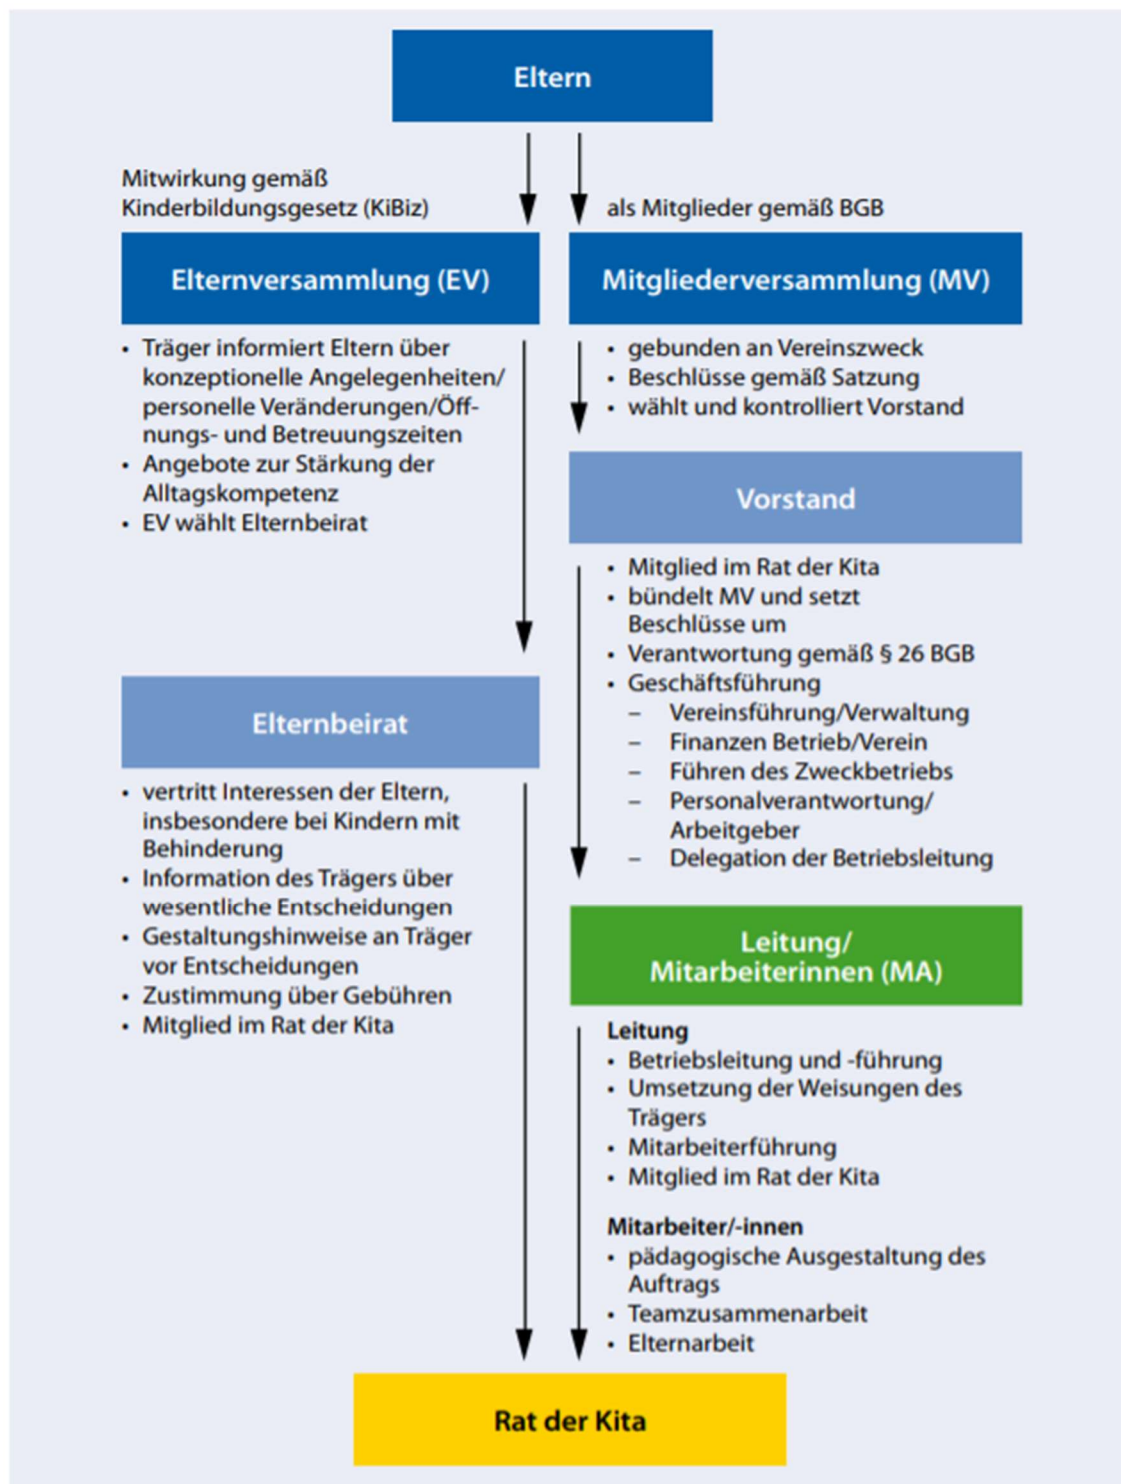 Eltern
Mitwirkung gemäß
Kinderbildungsgesetz (KiBiz)
als Mitglieder gemäß BGB
Elternversammlung (EV)
• Träger informiert Eltern über
konzeptionelle Angelegenheiten/
personelle Veränderungen/Öff-
nungs- und Betreuungszeiten
• Angebote zur Stärkung der
Alltagskompetenz
• EV wählt Elternbeirat
Elternbeirat
• vertritt Interessen der Eltern,
insbesondere bei Kindern mit
Behinderung
• Information des Trägers über
wesentliche Entscheidungen
• Gestaltungshinweise an Träger
vor Entscheidungen
• Zustimmung über Gebühren
• Mitglied im Rat der Kita
Mitgliederversammlung (MV)
• gebunden an Vereinszweck
• Beschlüsse gemäß Satzung
• wählt und kontrolliert Vorstand
Vorstand
• Mitglied im Rat der Kita
• bündelt MV und setzt
Beschlüsse um
• Verantwortung gemäß § 26 BGB
• Geschäftsführung
– Vereinsführung/Verwaltung
– Finanzen Betrieb/Verein
– Führen des Zweckbetriebs
– Personalverantwortung/
Arbeitgeber
– Delegation der Betriebsleitung
Leitung/
Mitarbeiterinnen (MA)
Leitung
• Betriebsleitung und -führung
• Umsetzung der Weisungen des
Trägers
• Mitarbeiterführung
• Mitglied im Rat der Kita
Mitarbeiter/-innen
• pädagogische Ausgestaltung des
Auftrags
• Teamzusammenarbeit
• Elternarbeit
Rat der Kita